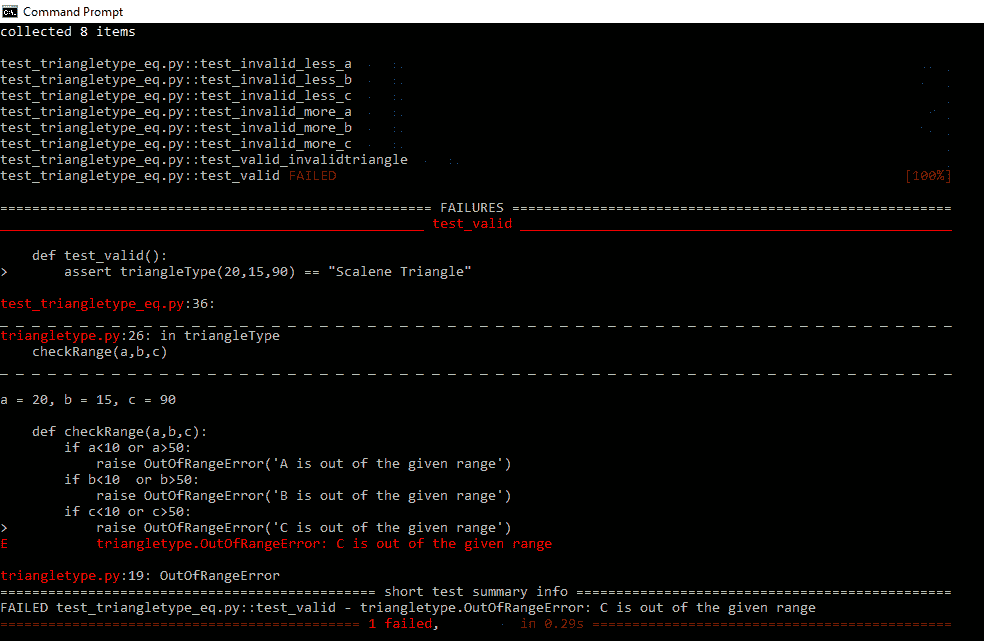 Command Prompt
collected 8 items
test_triangletype_eq.py::test_invalid_less_a
test_triangletype_eq.py::test_invalid_less_b
test_triangletype_eq.py::test_invalid_less_c
test_triangletype_eq.py::test_invalid_more_a
test_triangletype_eq.py::test_invalid_more_b
test_triangletype_eq.py::test_invalid_more_c
test_triangletype_eq.py::test_valid_invalidtriangle
test_triangletype_eq.py::test_valid FAILED [100%]
====================================================== FAILURES =======================================================
_____________________________________________________ test_valid ______________________________________________________
    def test_valid():
>       assert triangleType(20,15,90) == "Scalene Triangle"
test_triangletype_eq.py:36:
_ _ _ _ _ _ _ _ _ _ _ _ _ _ _ _ _ _ _ _ _ _ _ _ _ _ _ _ _ _ _ _ _ _ _ _ _ _ _ _ _ _ _ _ _ _ _ _ _ _ _ _ _ _ _ _ _ _ _ _
triangletype.py:26: in triangleType
    checkRange(a,b,c)
_ _ _ _ _ _ _ _ _ _ _ _ _ _ _ _ _ _ _ _ _ _ _ _ _ _ _ _ _ _ _ _ _ _ _ _ _ _ _ _ _ _ _ _ _ _ _ _ _ _ _ _ _ _ _ _ _ _ _ _
a = 20, b = 15, c = 90
    def checkRange(a,b,c):
        if a<10 or a>50:
            raise OutOfRangeError('A is out of the given range')
        if b<10  or b>50:
            raise OutOfRangeError('B is out of the given range')
        if c<10 or c>50:
>           raise OutOfRangeError('C is out of the given range')
E           triangletype.OutOfRangeError: C is out of the given range
triangletype.py:19: OutOfRangeError
=============================================== short test summary info ===============================================
FAILED test_triangletype_eq.py::test_valid - triangletype.OutOfRangeError: C is out of the given range
============================================= 1 failed, in 0.29s =============================================